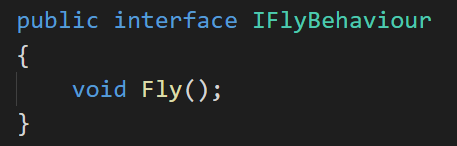 public interface IFlyBehaviour
{
    void Fly();
}